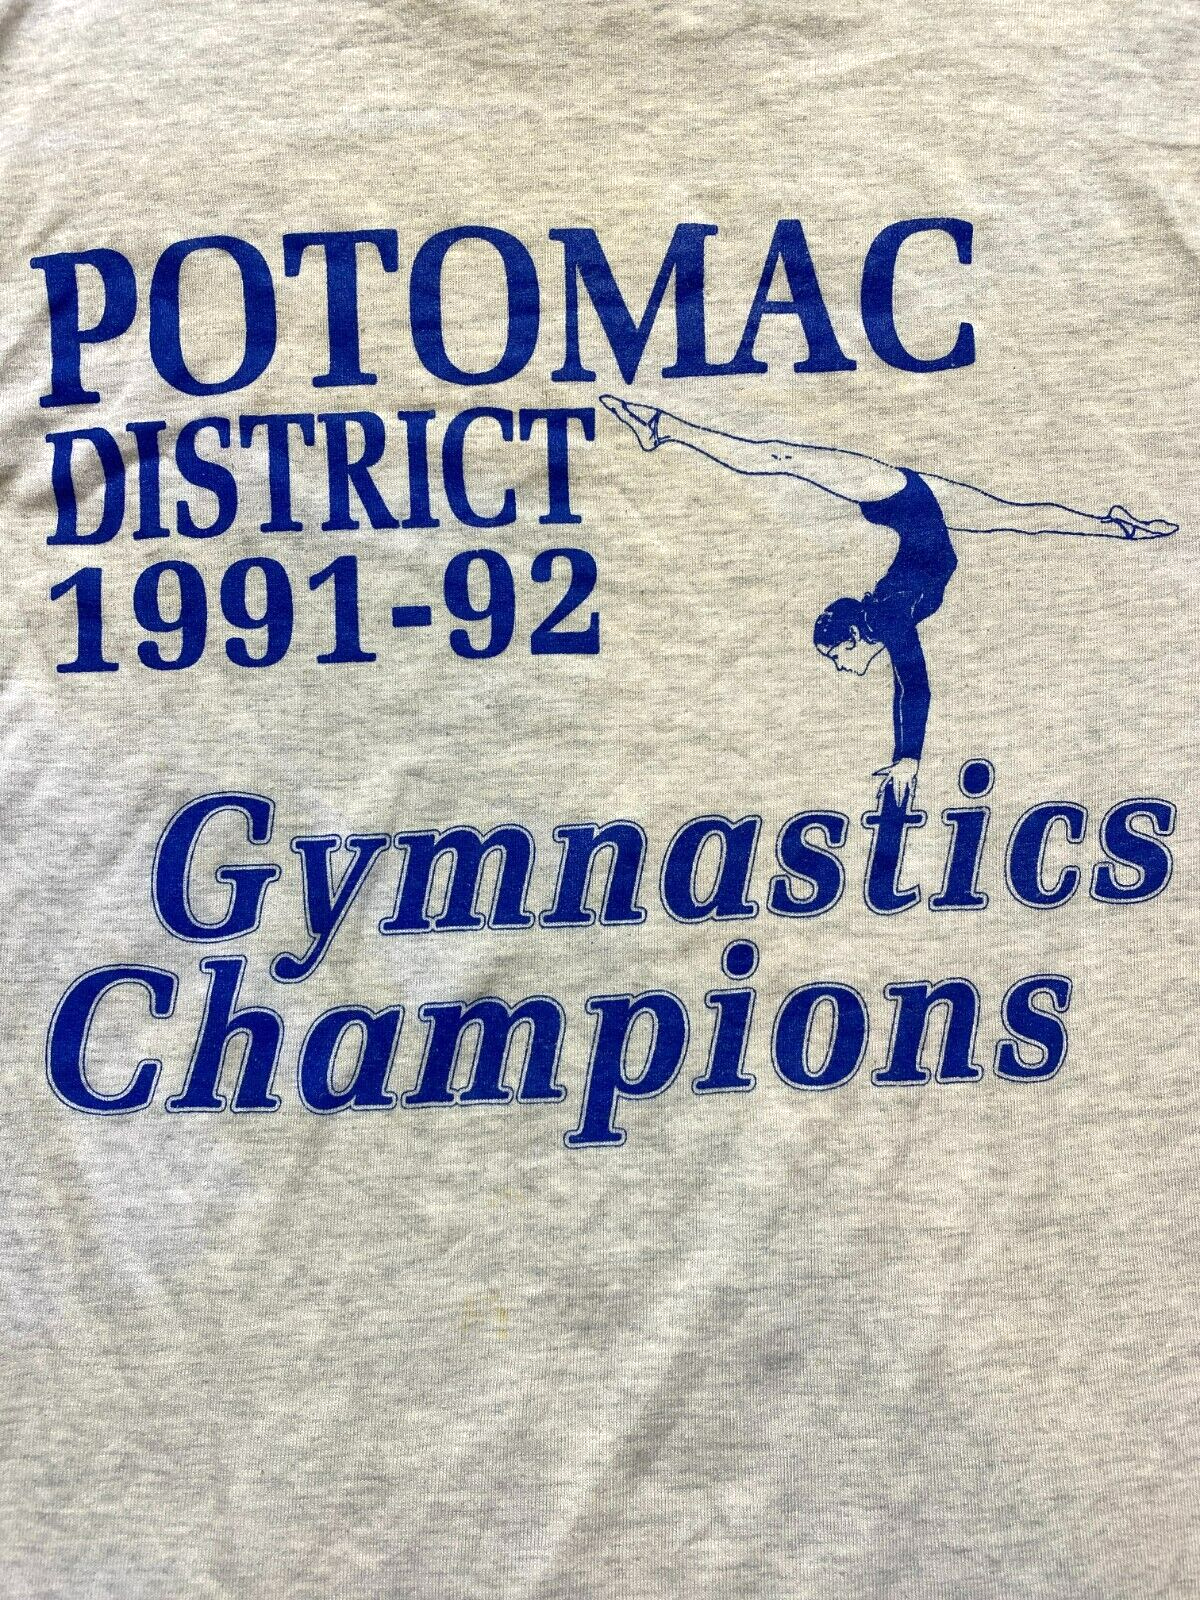 POTOMAC
DISTRICT
1991-92
Gymnastics
Champions